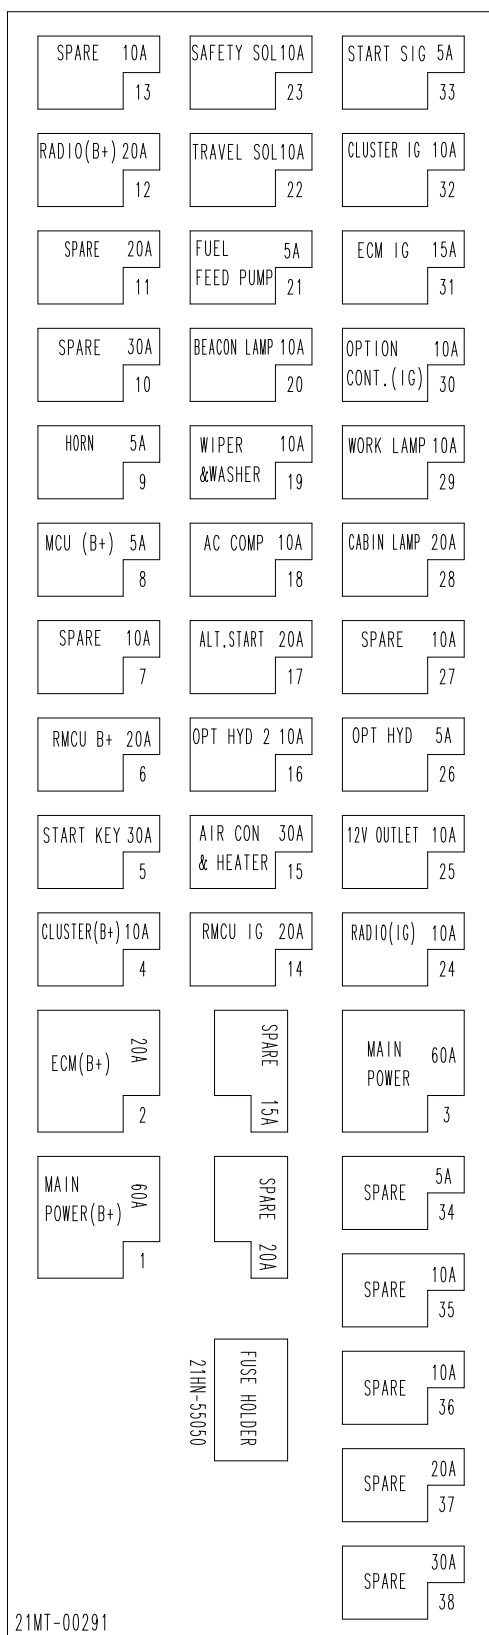 SPARE 10A
13
RADIO(B+) 20A
12
SPARE 20A
11
SPARE 30A
10
HORN 5A
9
MCU (B+) 5A
8
SPARE 10A
7
RMCU B+ 20A
6
START KEY 30A
5
CLUSTER(B+) 10A
4
ECM(B+) 20A
2
MAIN
POWER(B+) 60A
1
SAFETY SOL 10A
23
TRAVEL SOL 10A
22
FUEL 5A
FEED PUMP 21
BEACON LAMP 10A
20
WIPER 10A
&WASHER 19
AC COMP 10A
18
ALT.START 20A
17
OPT HYD 2 10A
16
AIR CON 30A
& HEATER 15
RMCU IG 20A
14
SPARE 15A
SPARE 20A
FUSE HOLDER
21HN-55050
START SIG 5A
33
CLUSTER IG 10A
32
ECM IG 15A
31
OPTION 10A
CONT.(IG) 30
WORK LAMP 10A
29
CABIN LAMP 20A
28
SPARE 10A
27
OPT HYD 5A
26
12V OUTLET 10A
25
RADIO(IG) 10A
24
MAIN
POWER 60A
3
SPARE 5A
34
SPARE 10A
35
SPARE 10A
36
SPARE 20A
37
SPARE 30A
38
21MT-00291